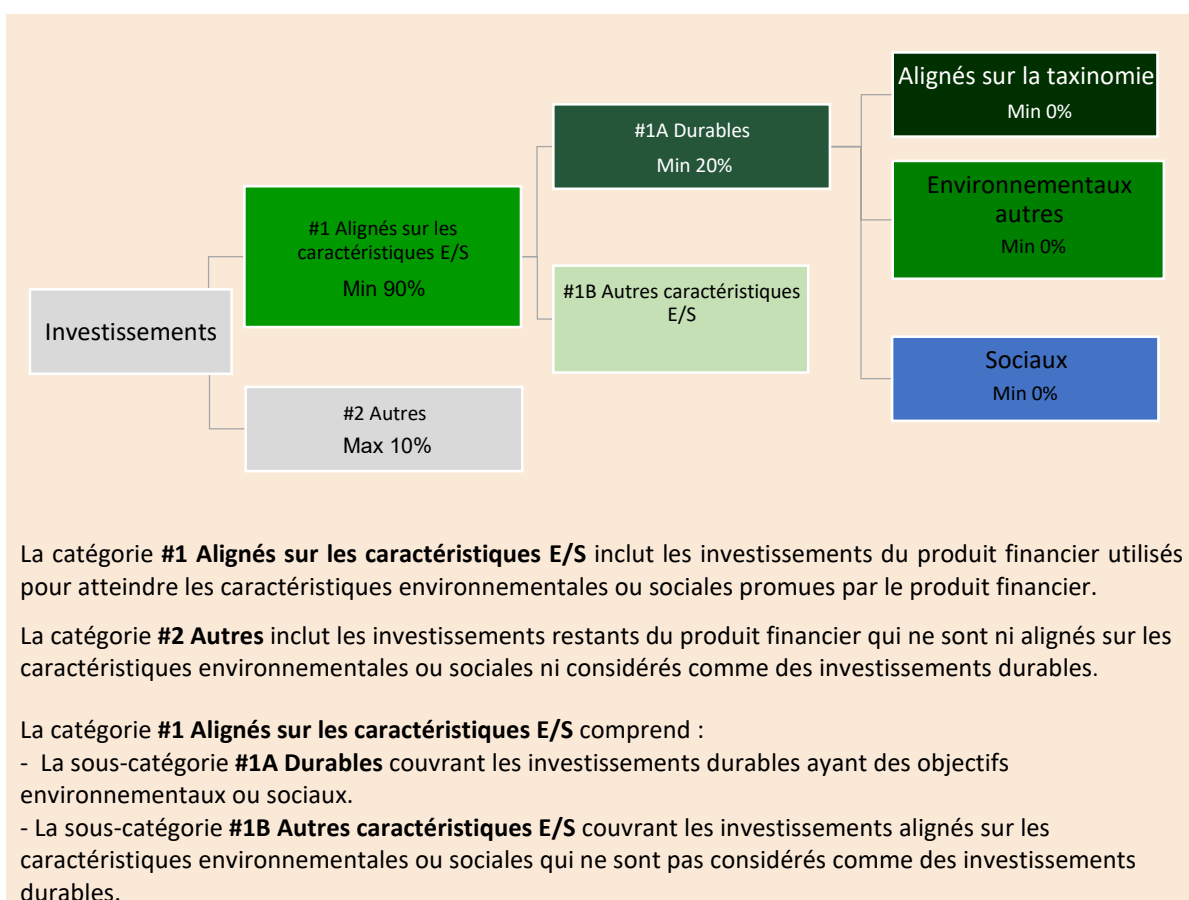 Investissements
#1 Alignés sur les
caractéristiques E/S
Min 90%
#2 Autres
Max 10%
#1A Durables
Min 20%
#1B Autres caractéristiques
E/S
Alignés sur la taxinomie
Min 0%
Environnementaux
autres
Min 0%
Sociaux
Min 0%
La catégorie #1 Alignés sur les caractéristiques E/S inclut les investissements du produit financier utilisés
pour atteindre les caractéristiques environnementales ou sociales promues par le produit financier.
La catégorie #2 Autres inclut les investissements restants du produit financier qui ne sont ni alignés sur les
caractéristiques environnementales ou sociales ni considérés comme des investissements durables.
La catégorie #1 Alignés sur les caractéristiques E/S comprend :
- La sous-catégorie #1A Durables couvrant les investissements durables ayant des objectifs
environnementaux ou sociaux.
- La sous-catégorie #1B Autres caractéristiques E/S couvrant les investissements alignés sur les
caractéristiques environnementales ou sociales qui ne sont pas considérés comme des investissements
durables.